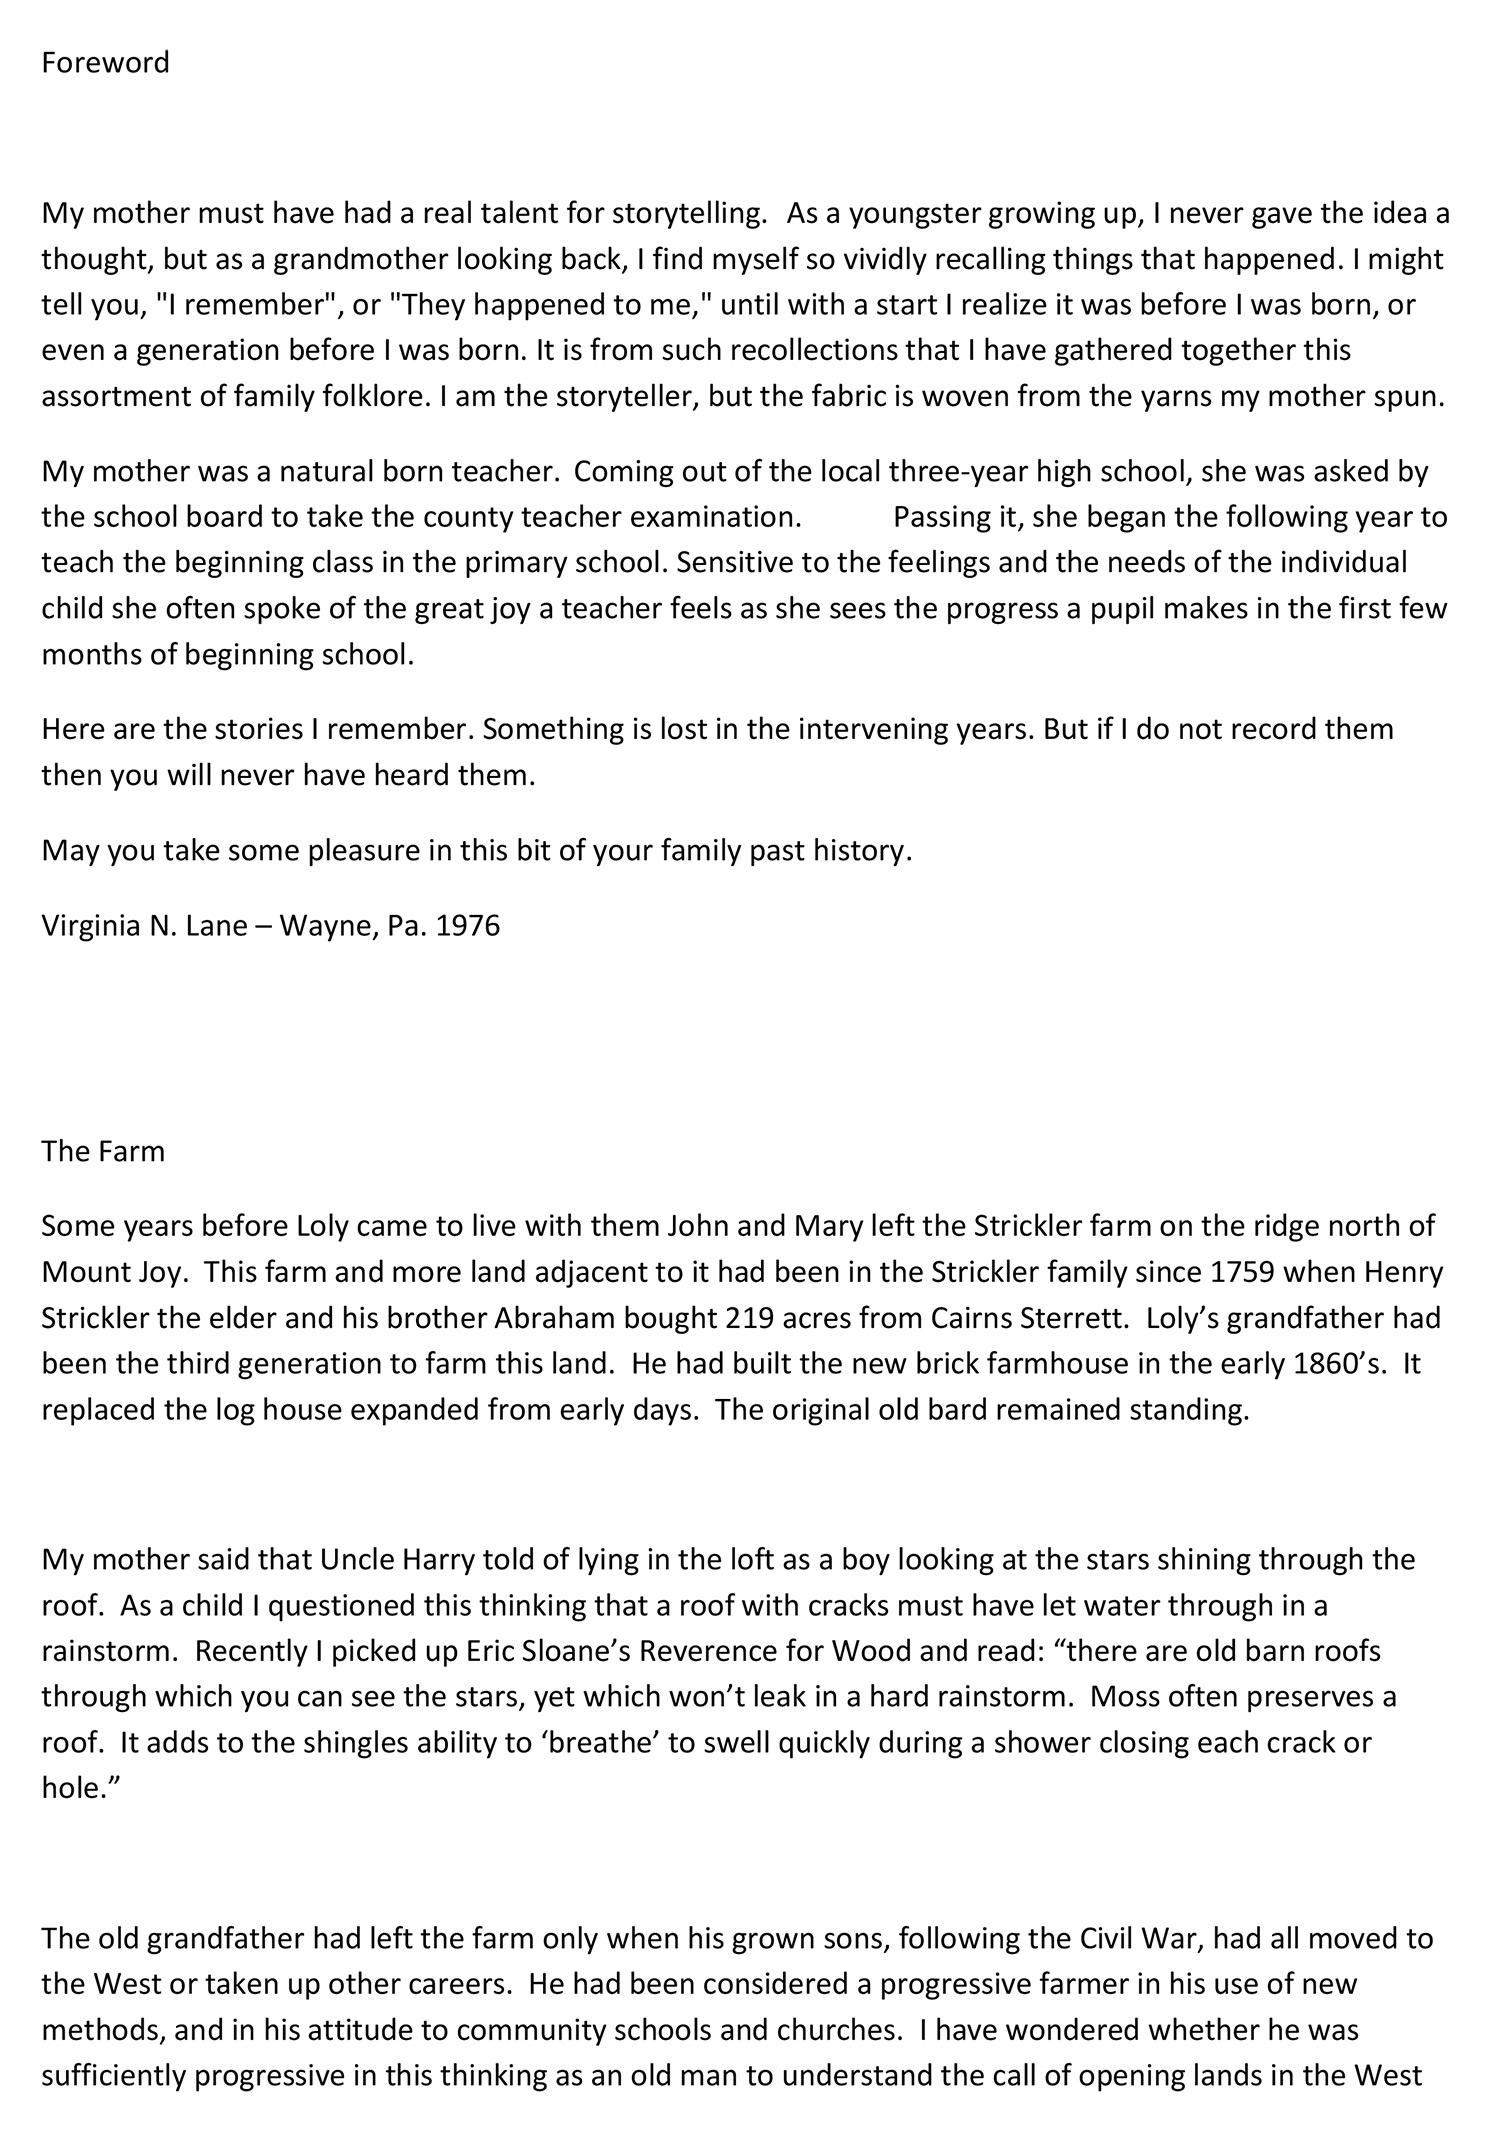 Foreword
My mother must have had a real talent for storytelling.  As a youngster growing up, I never gave the idea a
thought, but as a grandmother looking back, I find myself so vividly recalling things that happened. I might
tell you, "I remember", or "They happened to me," until with a start I realize it was before I was born, or
even a generation before I was born. It is from such recollections that I have gathered together this
assortment of family folklore. I am the storyteller, but the fabric is woven from the yarns my mother spun.
My mother was a natural born teacher.  Coming out of the local three-year high school, she was asked by
the school board to take the county teacher examination.            Passing it, she began the following year to
teach the beginning class in the primary school. Sensitive to the feelings and the needs of the individual
child she often spoke of the great joy a teacher feels as she sees the progress a pupil makes in the first few
months of beginning school.
Here are the stories I remember. Something is lost in the intervening years. But if I do not record them
then you will never have heard them.
May you take some pleasure in this bit of your family past history.
Virginia N. Lane – Wayne, Pa. 1976
The Farm
Some years before Loly came to live with them John and Mary left the Strickler farm on the ridge north of
Mount Joy.  This farm and more land adjacent to it had been in the Strickler family since 1759 when Henry
Strickler the elder and his brother Abraham bought 219 acres from Cairns Sterrett.  Loly’s grandfather had
been the third generation to farm this land.  He had built the new brick farmhouse in the early 1860’s.  It
replaced the log house expanded from early days.  The original old bard remained standing.
My mother said that Uncle Harry told of lying in the loft as a boy looking at the stars shining through the
roof.  As a child I questioned this thinking that a roof with cracks must have let water through in a
rainstorm.  Recently I picked up Eric Sloane’s Reverence for Wood and read: “there are old barn roofs
through which you can see the stars, yet which won’t leak in a hard rainstorm.  Moss often preserves a
roof.  It adds to the shingles ability to ‘breathe’ to swell quickly during a shower closing each crack or
hole.”
The old grandfather had left the farm only when his grown sons, following the Civil War, had all moved to
the West or taken up other careers.  He had been considered a progressive farmer in his use of new
methods, and in his attitude to community schools and churches.  I have wondered whether he was
sufficiently progressive in this thinking as an old man to understand the call of opening lands in the West